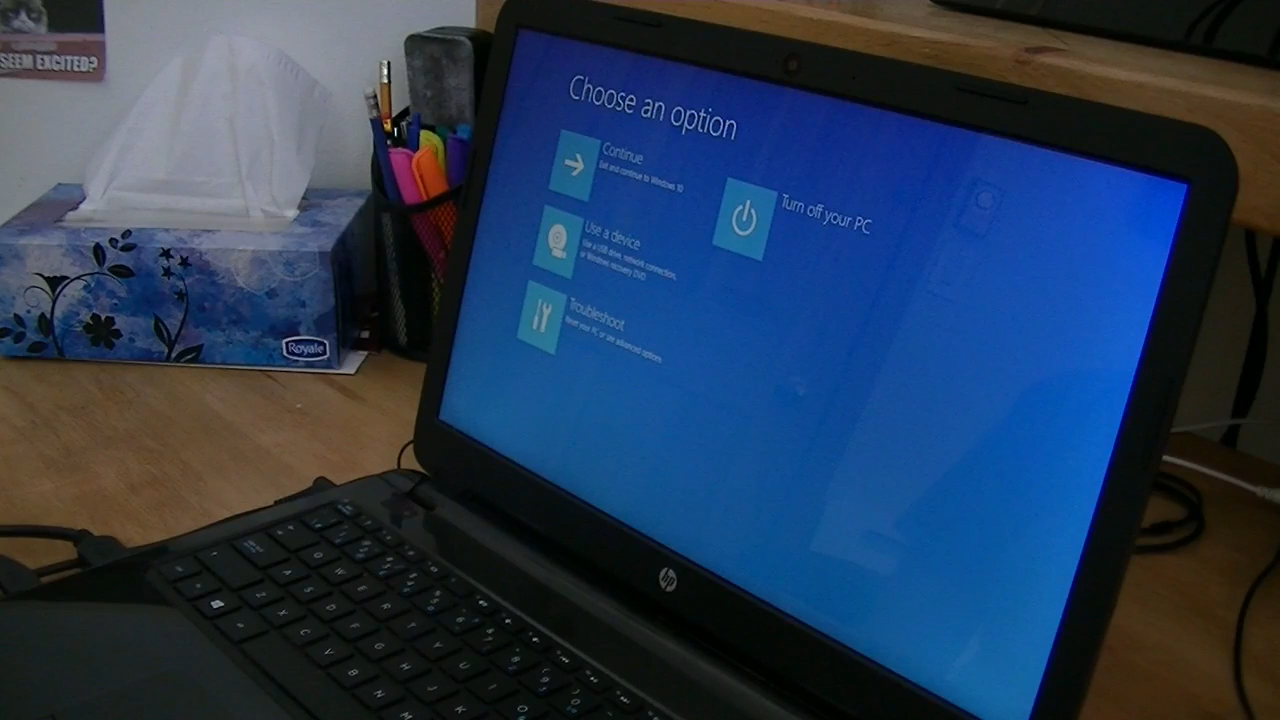 SEEM EXCITED?
Royale
Choose an option
Continue
Exit and continue to Windows 10
Use a device
Use a USB drive, network connection,
or Windows recovery DVD
Troubleshoot
Reset your PC or use advanced options
Turn off your PC
hp
Q W E R T Y U
A S D F G H J K
Z X C V B N M